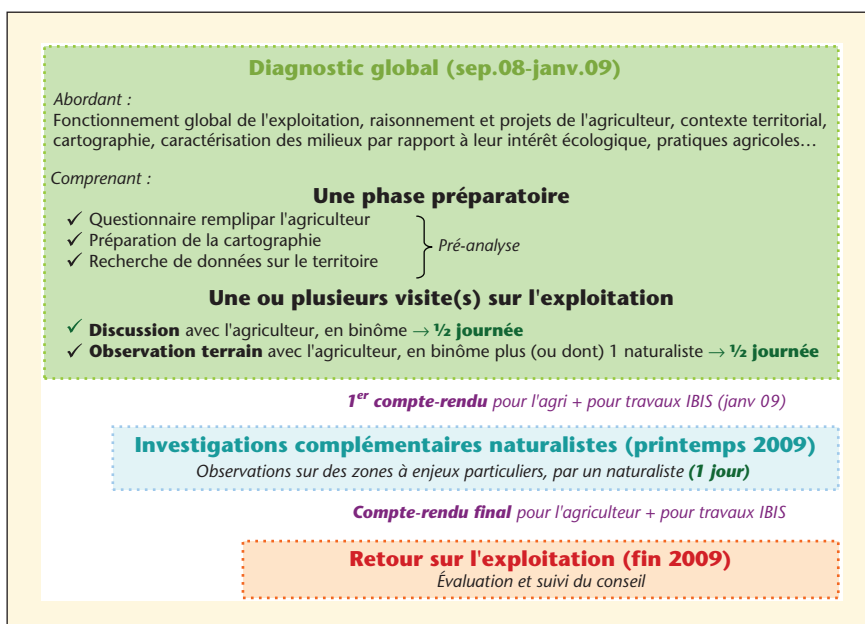 Diagnostic global (sep.08-janv.09)
Abordant :
Fonctionnement global de l'exploitation, raisonnement et projets de l'agriculteur, contexte territorial,
cartographie, caractérisation des milieux par rapport à leur intérêt écologique, pratiques agricoles...
Comprenant :
Une phase préparatoire
✓ Questionnaire remplipar l'agriculteur
✓ Préparation de la cartographie
✓ Recherche de données sur le territoire
Pré-analyse
Une ou plusieurs visite(s) sur l'exploitation
✓ Discussion avec l'agriculteur, en binôme → ½ journée
✓ Observation terrain avec l'agriculteur, en binôme plus (ou dont) 1 naturaliste → ½ journée
1er compte-rendu pour l'agri + pour travaux IBIS (janv 09)
Investigations complémentaires naturalistes (printemps 2009)
Observations sur des zones à enjeux particuliers, par un naturaliste (1 jour)
Compte-rendu final pour l'agriculteur + pour travaux IBIS
Retour sur l'exploitation (fin 2009)
Évaluation et suivi du conseil